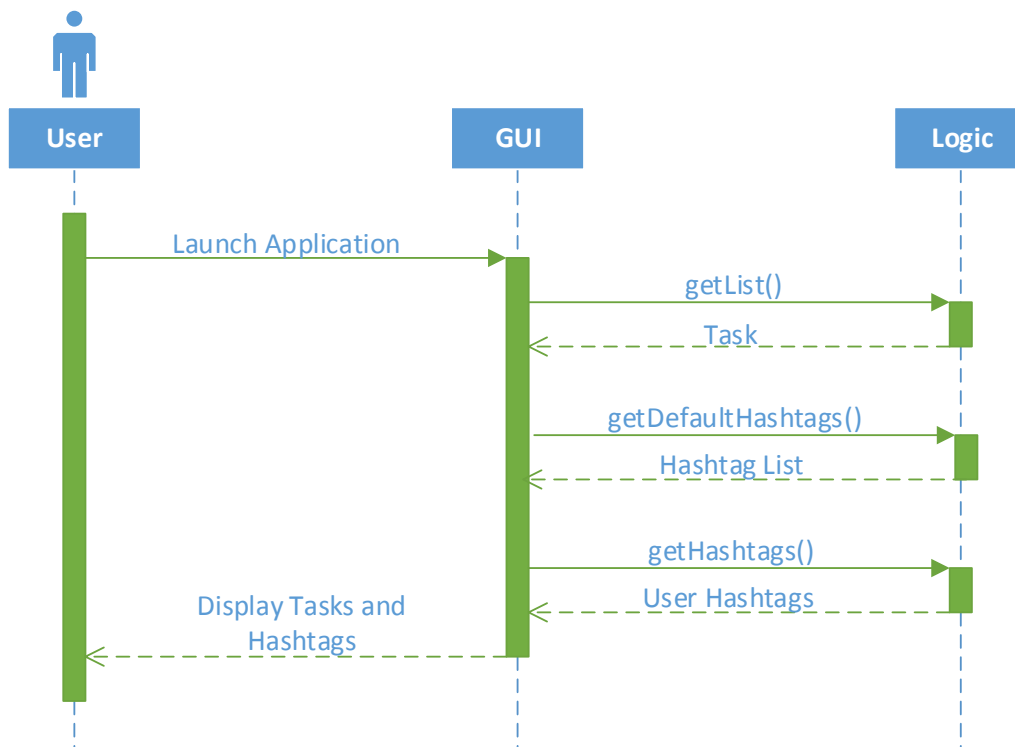 User
GUI
Logic
Launch Application
getList()
Task
getDefaultHashtags()
Hashtag List
getHashtags()
User Hashtags
Display Tasks and
Hashtags